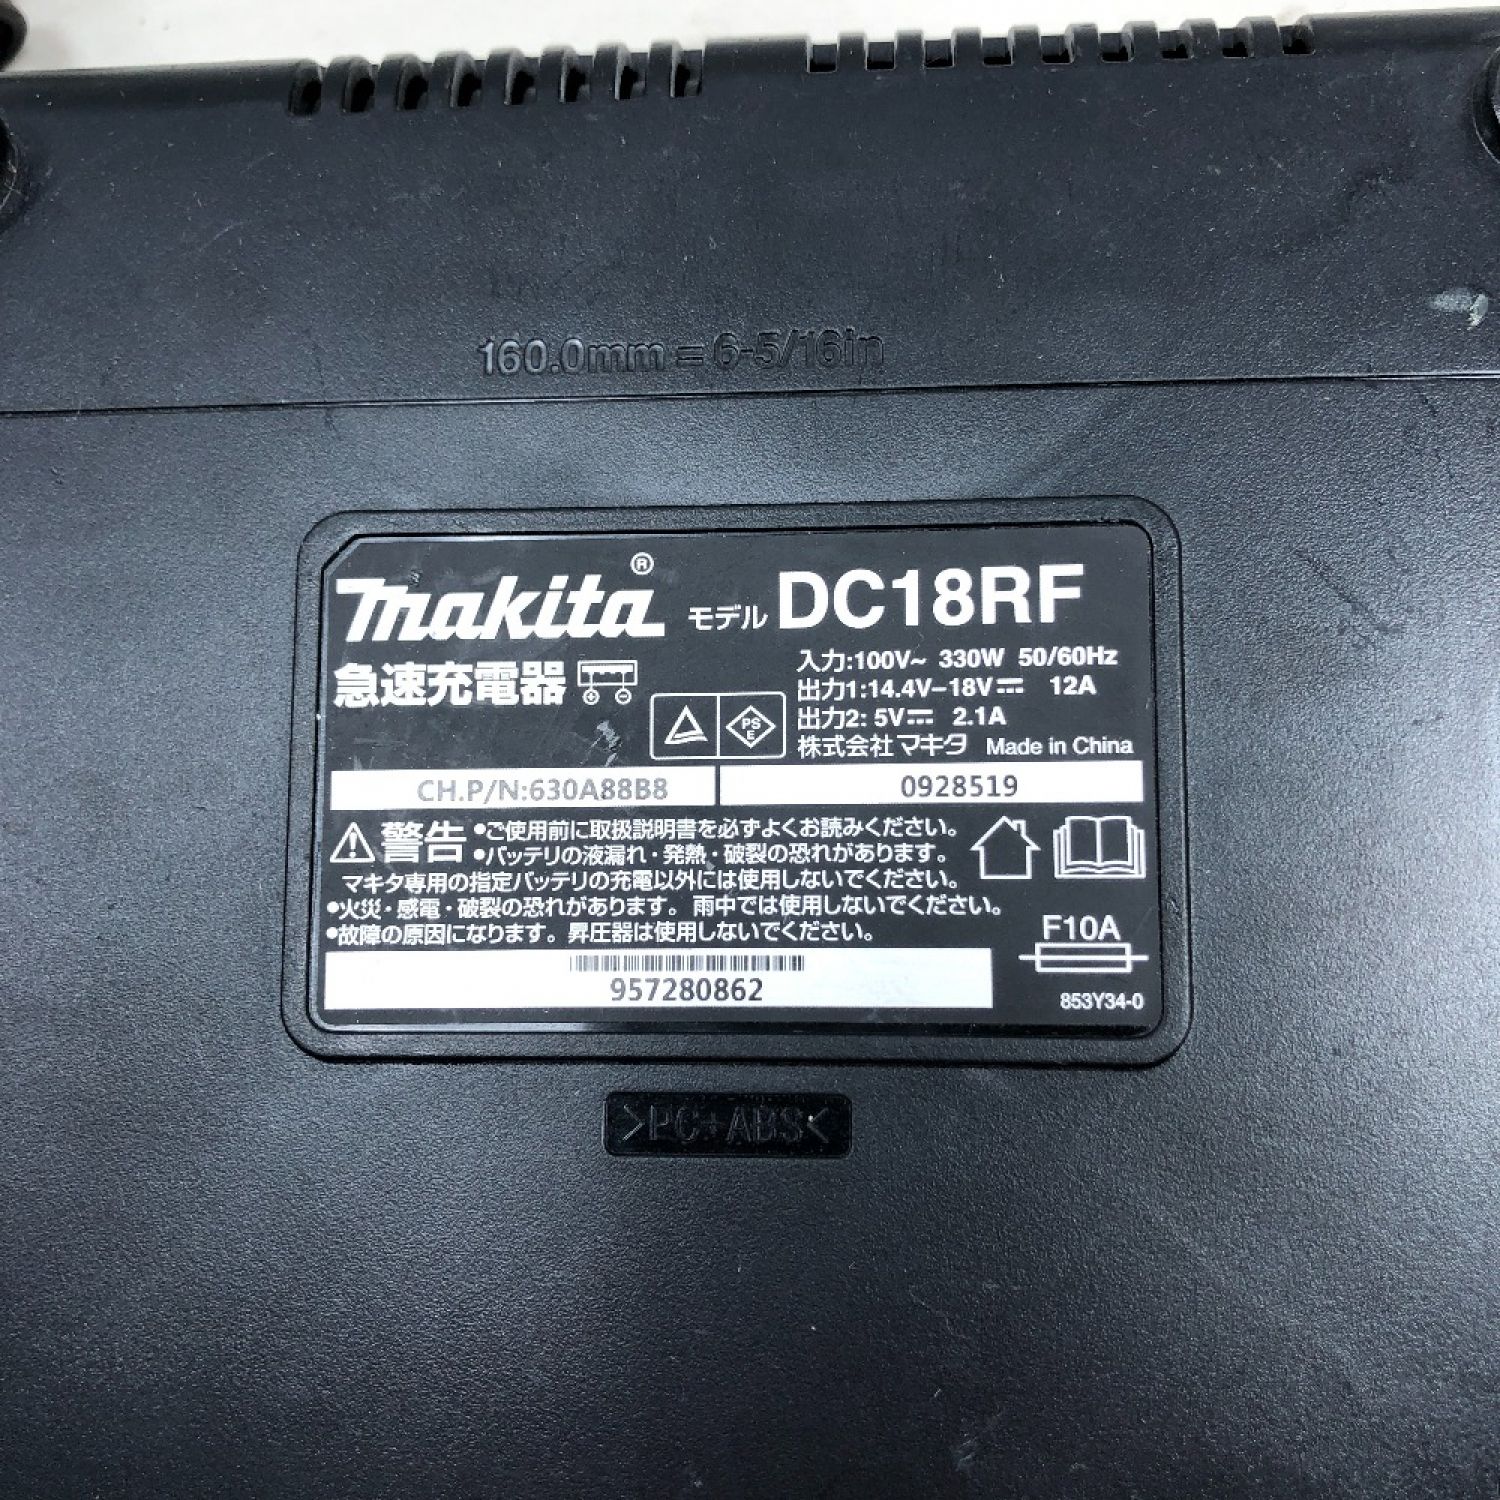 160.0mm = 6-5/16in
makita® モデル DC18RF
急速充電器
入力:100V~ 330W 50/60Hz
出力1:14.4V-18V⎓ 12A
出力2: 5V⎓ 2.1A
PS
E
株式会社 マキタ Made in China
CH.P/N:630A88B8
0928519
⚠警告 •ご使用前に取扱説明書を必ずよくお読みください。
•バッテリの液漏れ・発熱・破裂の恐れがあります。
マキタ専用の指定バッテリの充電以外には使用しないでください。
•火災・感電・破裂の恐れがあります。雨中では使用しないでください。
•故障の原因になります。昇圧器は使用しないでください。
F10A
957280862
853Y34-0
>PC+ABS<